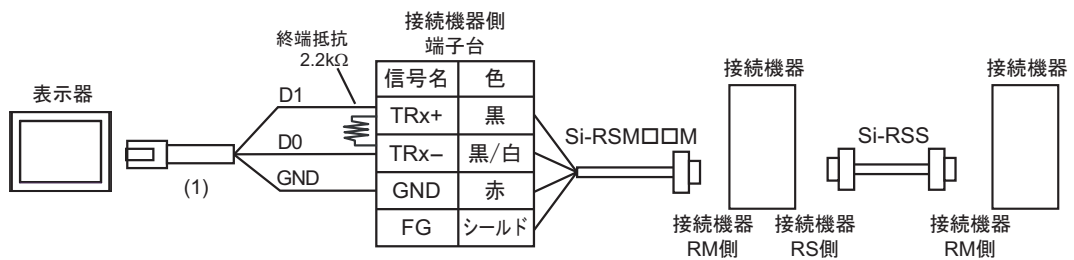 表示器
(1)
D1
D0
GND
終端抵抗
2.2kΩ
接続機器側
端子台
信号名 色
TRx+ 黒
TRx– 黒/白
GND 赤
FG シールド
Si-RSM□□M
接続機器
接続機器
RM側
接続機器
RS側
Si-RSS
接続機器
接続機器
RM側